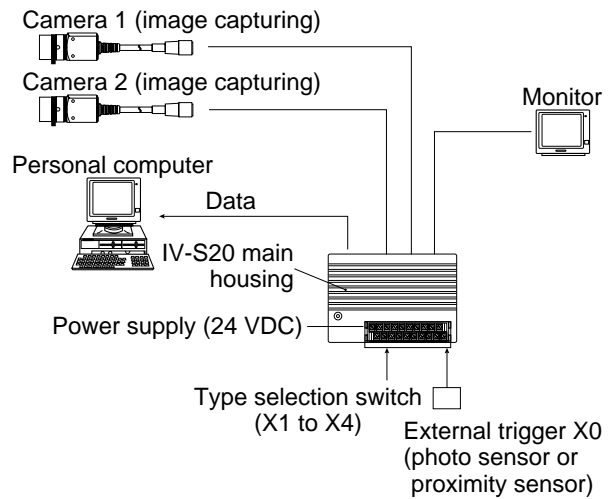 Camera 1 (image capturing)
Camera 2 (image capturing)
Monitor
Personal computer
Data
IV-S20 main
housing
Power supply (24 VDC)
Type selection switch
(X1 to X4)
External trigger X0
(photo sensor or
proximity sensor)